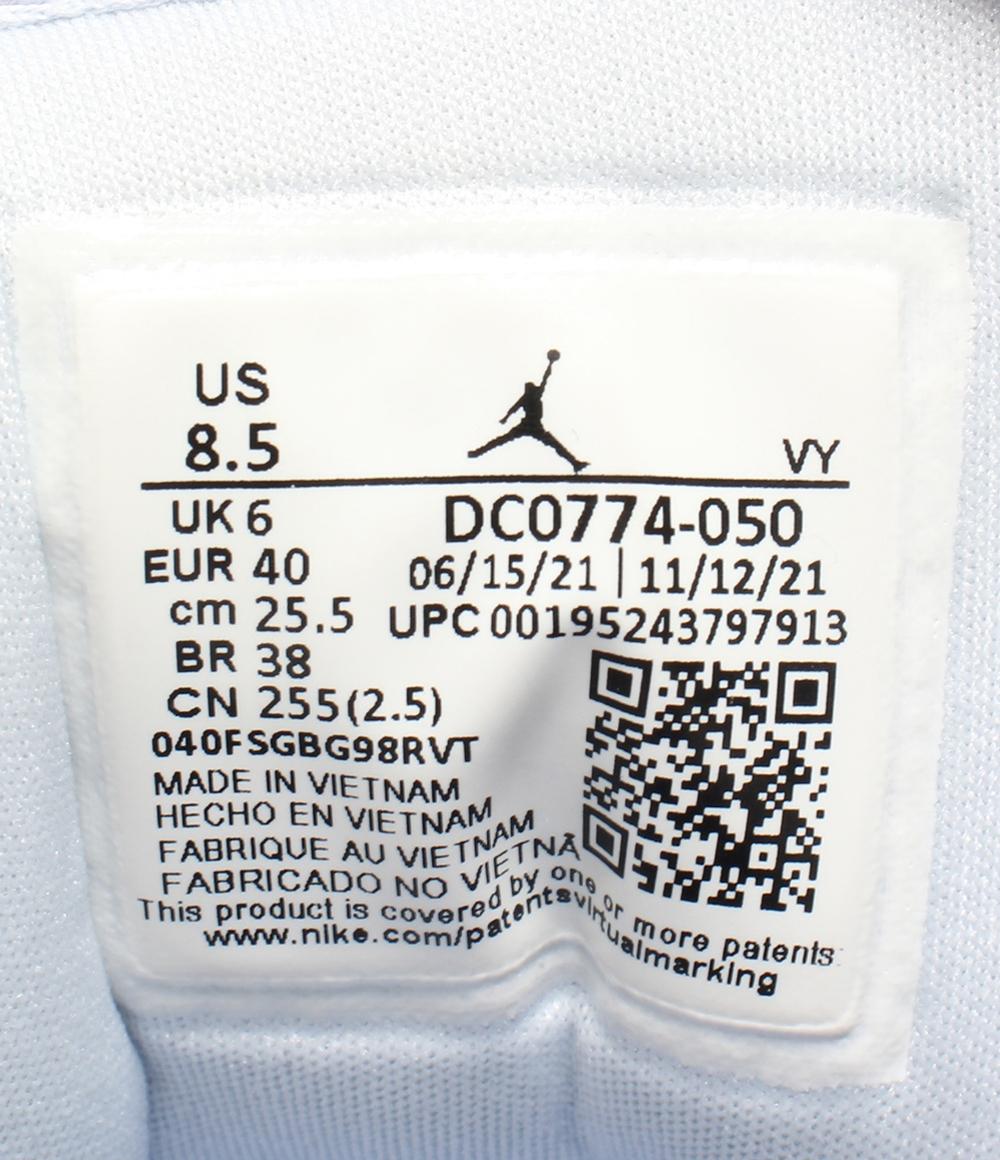 US
8.5
VY
UK 6
EUR 40
cm 25.5
BR 38
CN 255(2.5)
DC0774-050
06/15/21 | 11/12/21
UPC 00195243797913
040FSGBG98RVT
MADE IN VIETNAM
HECHO EN VIETNAM
FABRIQUE AU VIETNAM
FABRICADO NO VIETNÃ
This product is covered by one or more patents:
www.nike.com/patentsvirtualmarking